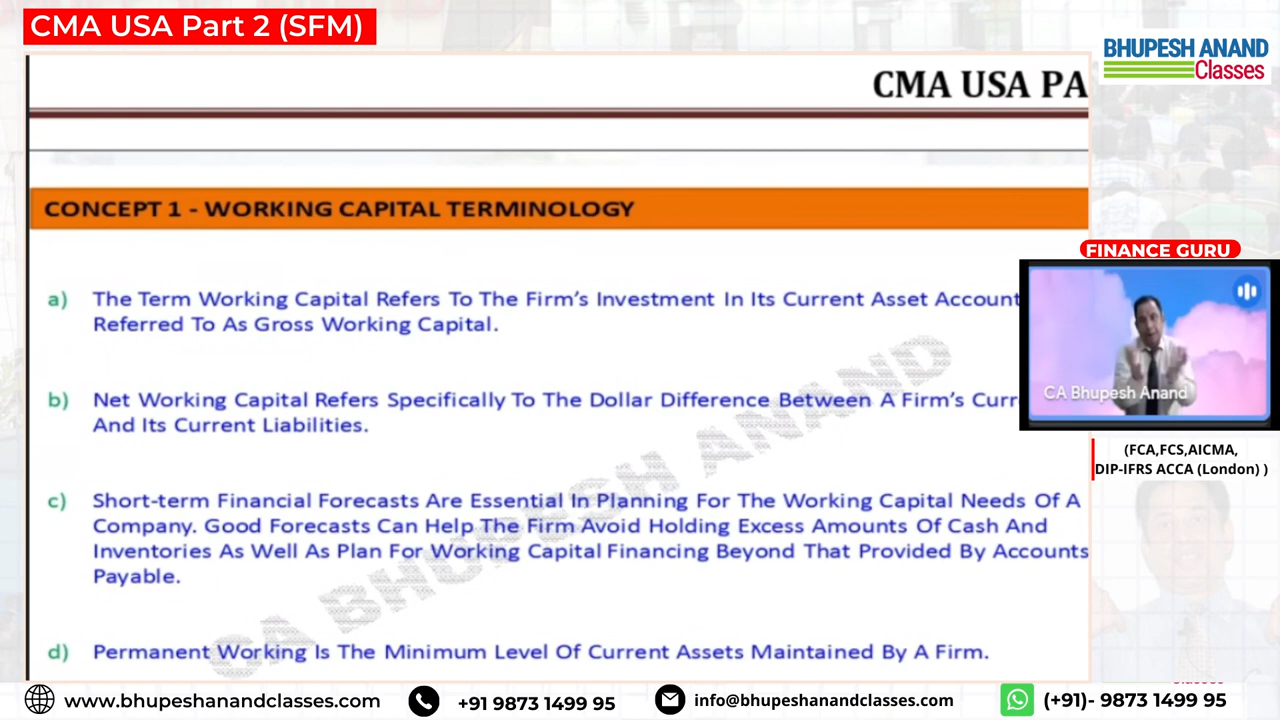 CMA USA Part 2 (SFM)
BHUPESH ANAND
Classes
CMA USA PA
CONCEPT 1 - WORKING CAPITAL TERMINOLOGY
FINANCE GURU
a) The Term Working Capital Refers To The Firm's Investment In Its Current Asset Account
Referred To As Gross Working Capital.
CA Bhupesh Anand
b) Net Working Capital Refers Specifically To The Dollar Difference Between A Firm's Curr
And Its Current Liabilities.
(FCA,FCS,AICMA,
DIP-IFRS ACCA (London) )
c) Short-term Financial Forecasts Are Essential In Planning For The Working Capital Needs Of A
Company. Good Forecasts Can Help The Firm Avoid Holding Excess Amounts Of Cash And
Inventories As Well As Plan For Working Capital Financing Beyond That Provided By Accounts
Payable.
CA BHUPESH ANAND
d) Permanent Working Is The Minimum Level Of Current Assets Maintained By A Firm.
www.bhupeshanandclasses.com
+91 9873 1499 95
info@bhupeshanandclasses.com
(+91)- 9873 1499 95